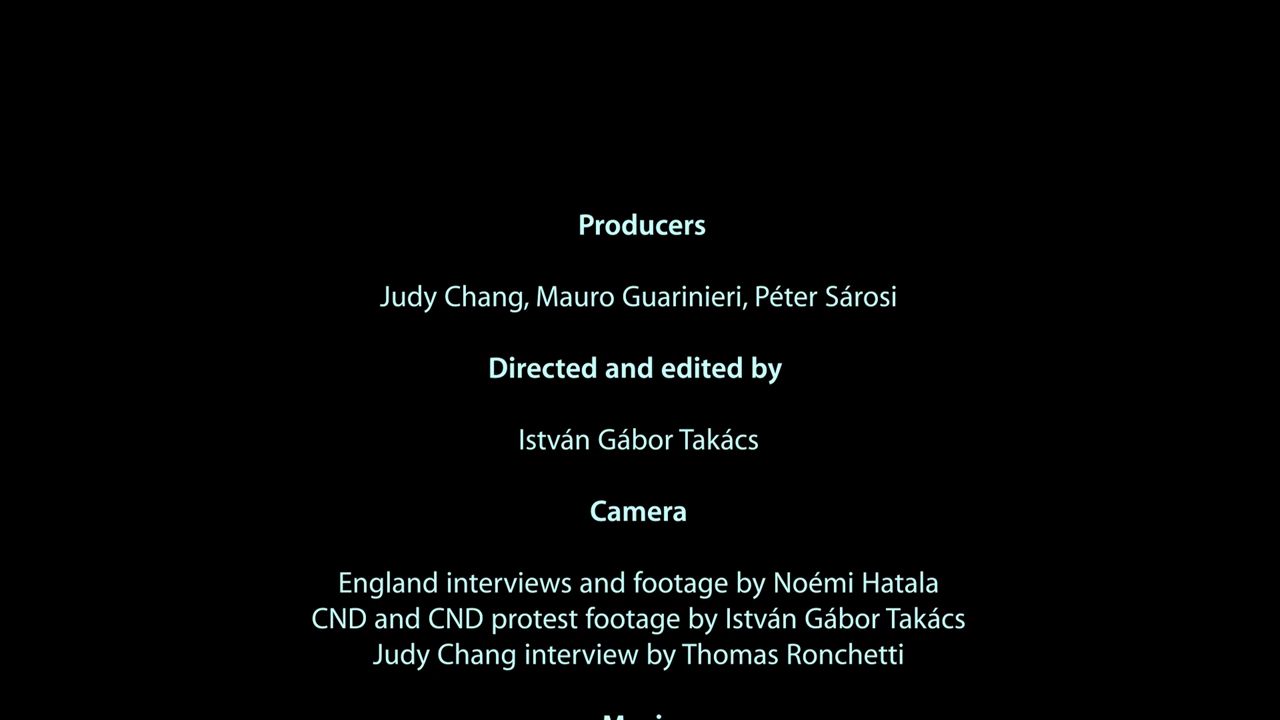 Producers
Judy Chang, Mauro Guarinieri, Péter Sárosi
Directed and edited by
István Gábor Takács
Camera
England interviews and footage by Noémi Hatala
CND and CND protest footage by István Gábor Takács
Judy Chang interview by Thomas Ronchetti